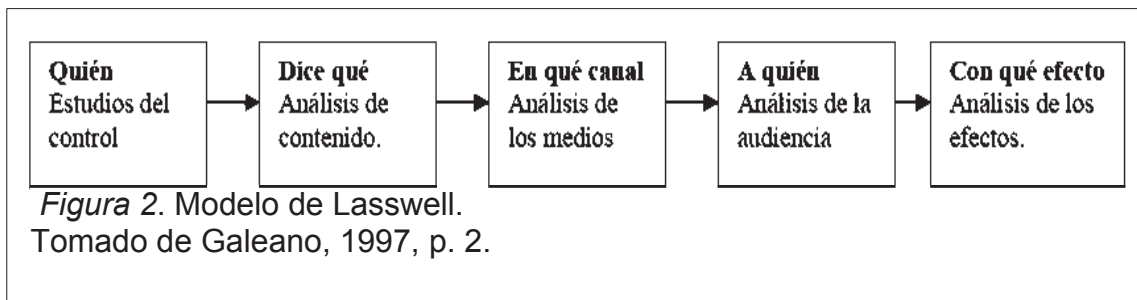 Quién
Estudios del
control
Dice qué
Análisis de
contenido.
En qué canal
Análisis de
los medios
A quién
Análisis de la
audiencia
Con qué efecto
Análisis de los
efectos.
Figura 2. Modelo de Lasswell.
Tomado de Galeano, 1997, p. 2.